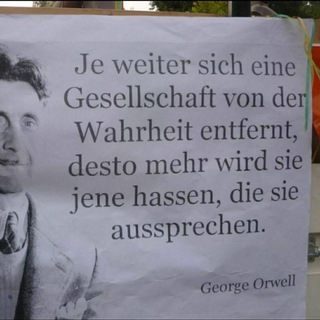 Je weiter sich eine
Gesellschaft von der
Wahrheit entfernt,
desto mehr wird sie
jene hassen, die sie
aussprechen.
George Orwell